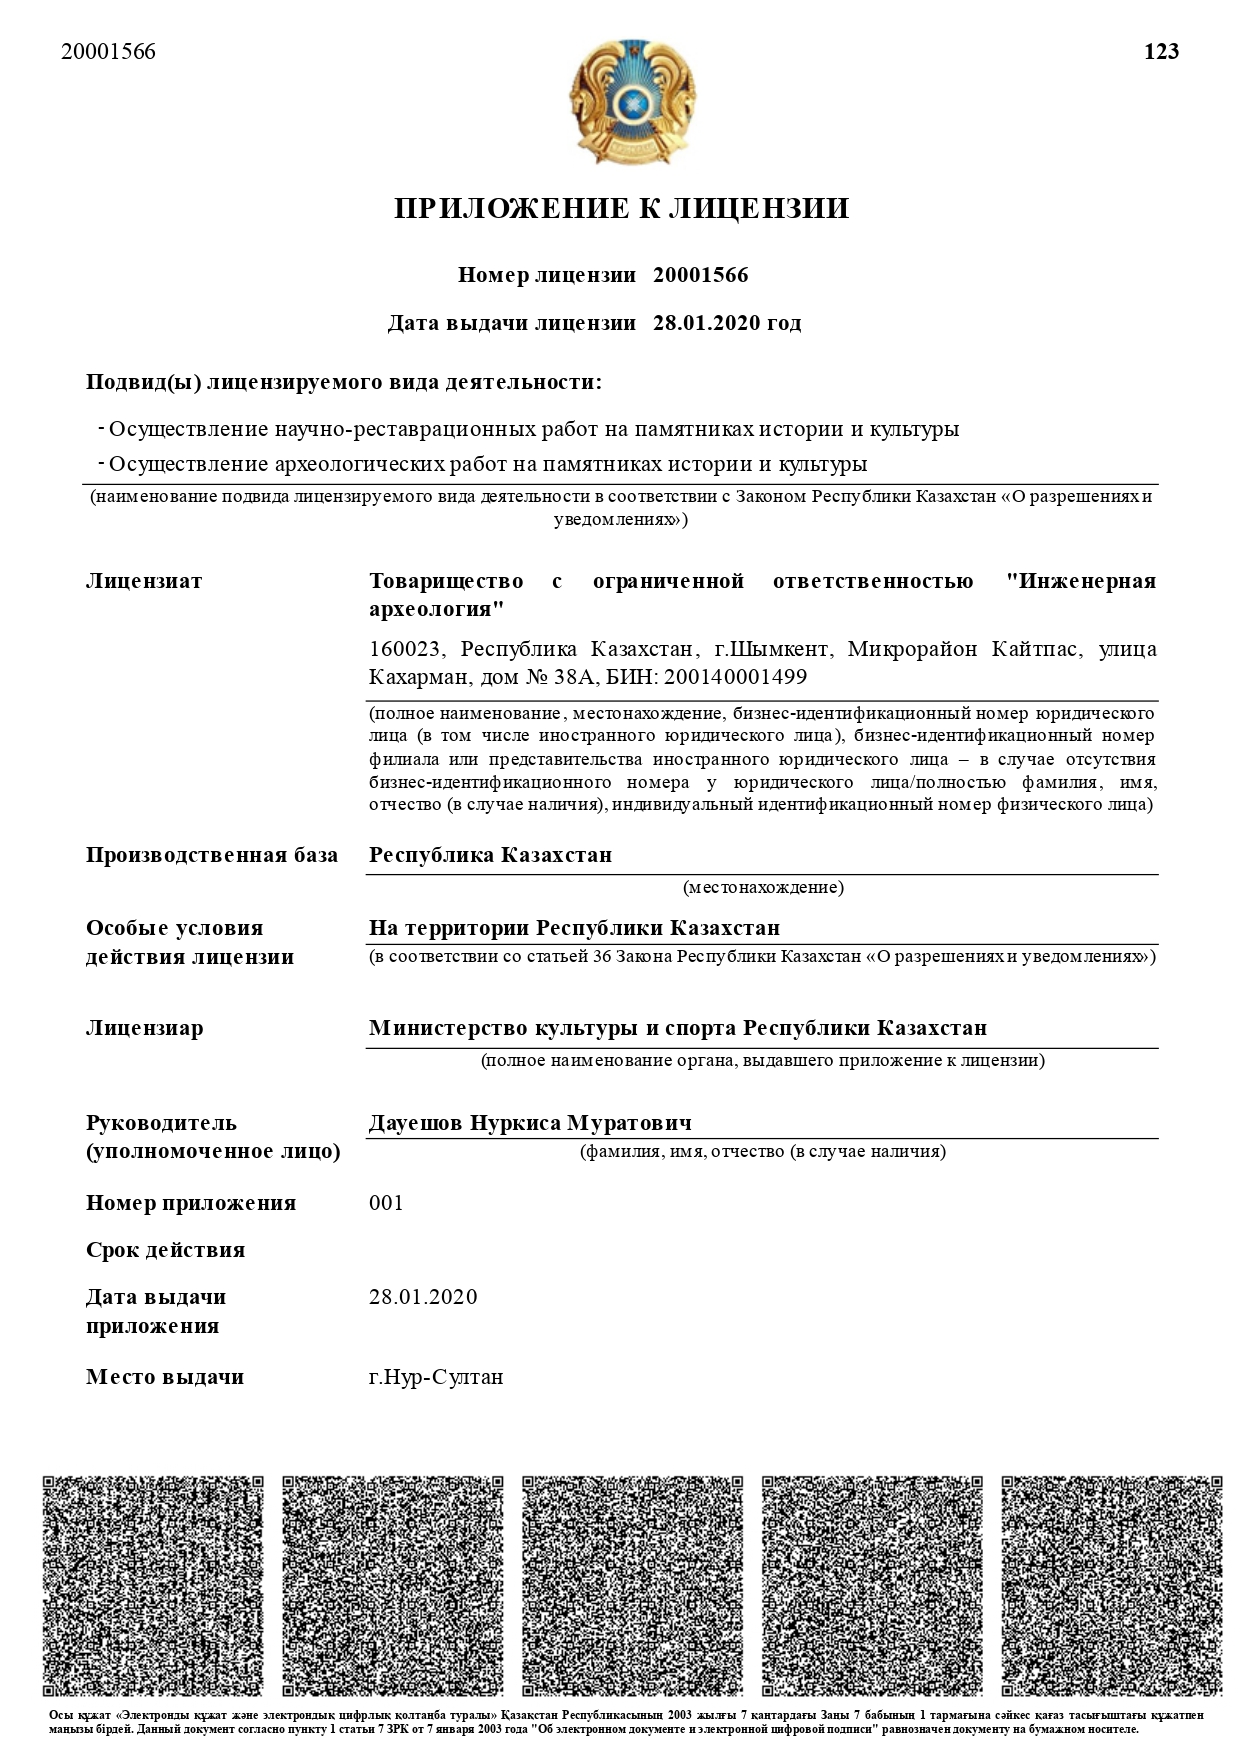 20001566
123
ПРИЛОЖЕНИЕ К ЛИЦЕНЗИИ
Номер лицензии 20001566
Дата выдачи лицензии 28.01.2020 год
Подвид(ы) лицензируемого вида деятельности:
- Осуществление научно-реставрационных работ на памятниках истории и культуры
- Осуществление археологических работ на памятниках истории и культуры
(наименование подвида лицензируемого вида деятельности в соответствии с Законом Республики Казахстан «О разрешениях и
уведомлениях»)
Лицензиат
Товарищество с ограниченной ответственностью "Инженерная
археология"
160023, Республика Казахстан, г.Шымкент, Микрорайон Кайтпас, улица
Кахарман, дом № 38А, БИН: 200140001499
(полное наименование, местонахождение, бизнес-идентификационный номер юридического
лица (в том числе иностранного юридического лица), бизнес-идентификационный номер
филиала или представительства иностранного юридического лица – в случае отсутствия
бизнес-идентификационного номера у юридического лица/полностью фамилия, имя,
отчество (в случае наличия), индивидуальный идентификационный номер физического лица)
Производственная база
Республика Казахстан
(местонахождение)
Особые условия
действия лицензии
На территории Республики Казахстан
(в соответствии со статьей 36 Закона Республики Казахстан «О разрешениях и уведомлениях»)
Лицензиар
Министерство культуры и спорта Республики Казахстан
(полное наименование органа, выдавшего приложение к лицензии)
Руководитель
(уполномоченное лицо)
Дауешов Нуркиса Муратович
(фамилия, имя, отчество (в случае наличия)
Номер приложения
001
Срок действия
Дата выдачи
приложения
28.01.2020
Место выдачи
г.Нур-Султан
Осы құжат «Электронды құжат және электрондық цифрлық қолтаңба туралы» Қазақстан Республикасының 2003 жылғы 7 қаңтардағы Заңы 7 бабының 1 тармағына сәйкес қағаз тасығыштағы құжатпен
маңызы бірдей. Данный документ согласно пункту 1 статьи 7 ЗРК от 7 января 2003 года "Об электронном документе и электронной цифровой подписи" равнозначен документу на бумажном носителе.